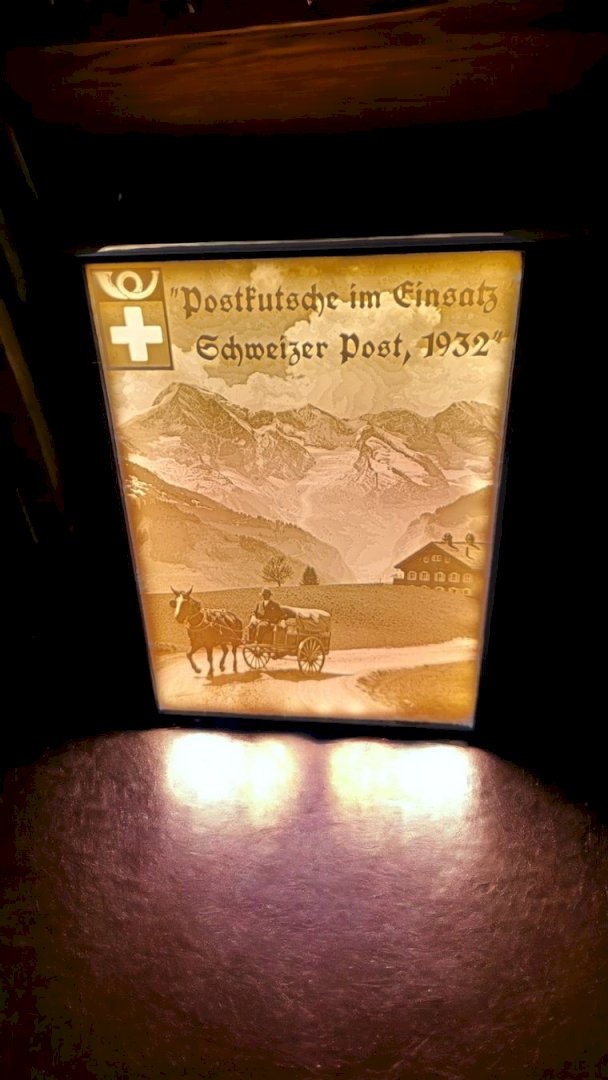 "Postkutsche im Einsatz
Schweizer Post, 1932"